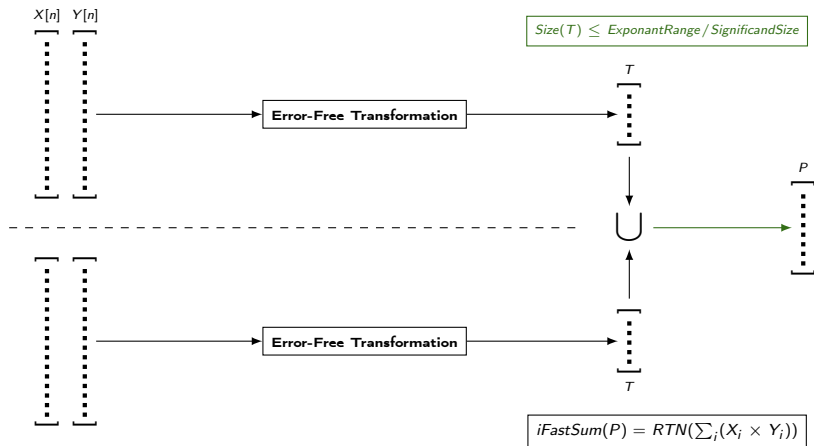 X[n] Y[n]
Size(T) ≤ ExponantRange/SignificandSize
T
Error-Free Transformation
P
⋃
Error-Free Transformation
T
iFastSum(P) = RTN(∑i(Xi × Yi))